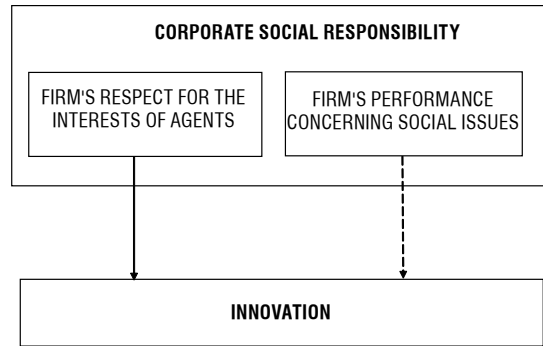 CORPORATE SOCIAL RESPONSIBILITY
FIRM'S RESPECT FOR THE
INTERESTS OF AGENTS
FIRM'S PERFORMANCE
CONCERNING SOCIAL ISSUES
INNOVATION